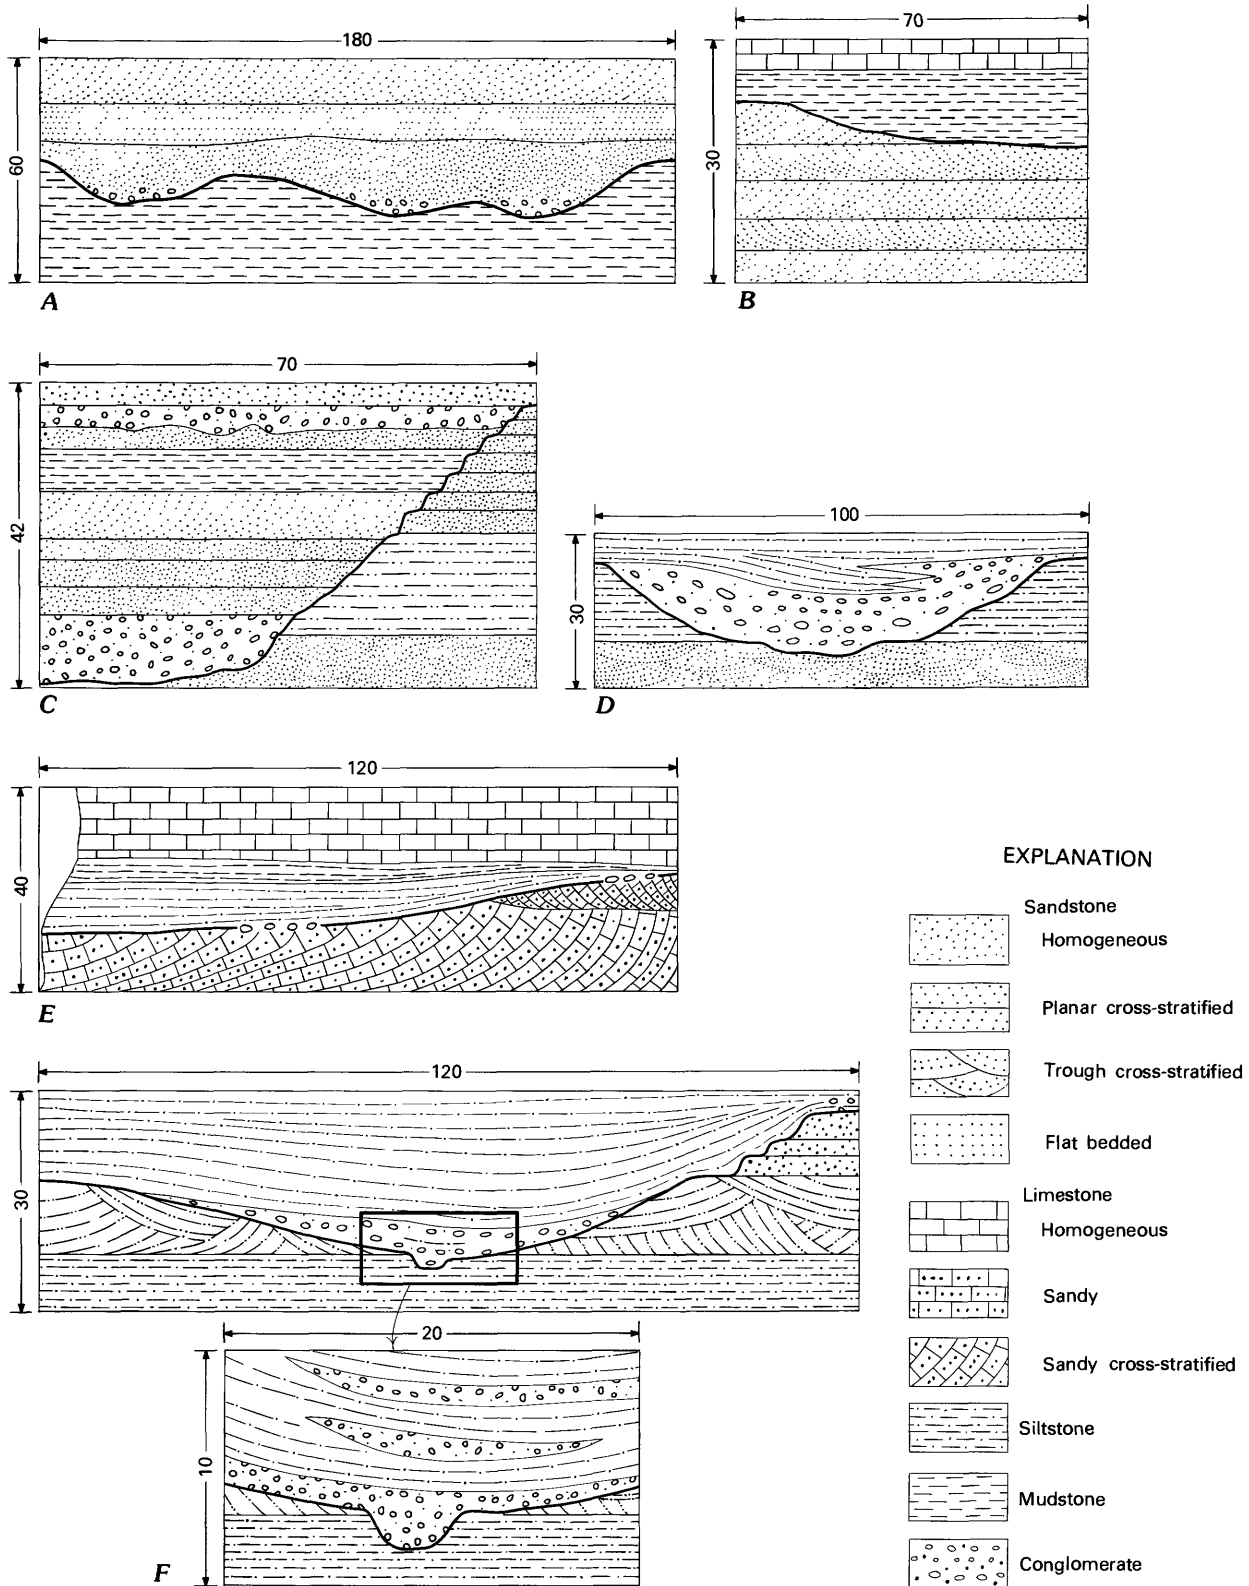 180
60
A
70
30
B
70
42
C
100
30
D
120
40
E
EXPLANATION
Sandstone
Homogeneous
Planar cross-stratified
Trough cross-stratified
Flat bedded
Limestone
Homogeneous
Sandy
Sandy cross-stratified
Siltstone
Mudstone
Conglomerate
120
30
20
10
F